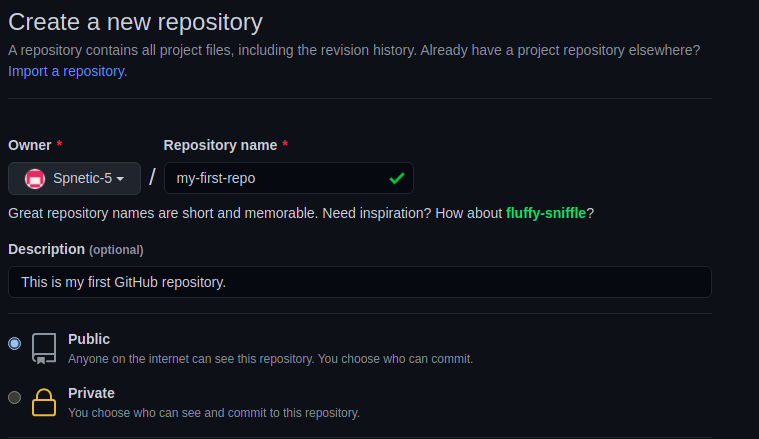 Create a new repository
A repository contains all project files, including the revision history. Already have a project repository elsewhere?
Import a repository.
Owner * Repository name *
Spnetic-5 / my-first-repo
Great repository names are short and memorable. Need inspiration? How about fluffy-sniffle?
Description (optional)
This is my first GitHub repository.
Public
Anyone on the internet can see this repository. You choose who can commit.
Private
You choose who can see and commit to this repository.